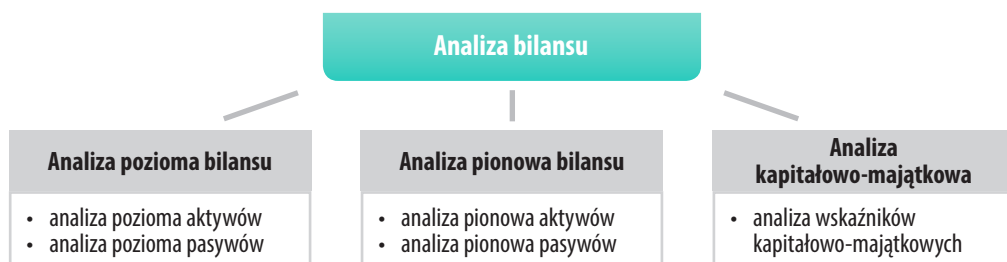 Analiza bilansu
Analiza pozioma bilansu
• analiza pozioma aktywów
• analiza pozioma pasywów
Analiza pionowa bilansu
• analiza pionowa aktywów
• analiza pionowa pasywów
Analiza
kapitałowo-majątkowa
• analiza wskaźników
kapitałowo-majątkowych